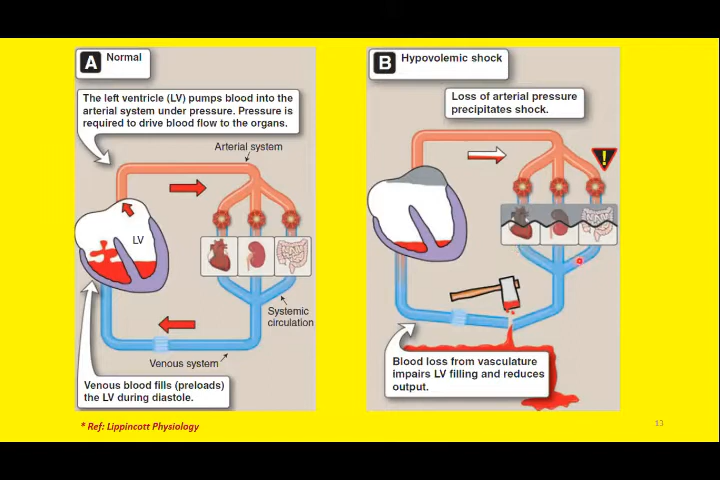 A Normal
The left ventricle (LV) pumps blood into the
arterial system under pressure. Pressure is
required to drive blood flow to the organs.
Arterial system
LV
Systemic
circulation
Venous system
Venous blood fills (preloads)
the LV during diastole.
B Hypovolemic shock
Loss of arterial pressure
precipitates shock.
!
Blood loss from vasculature
impairs LV filling and reduces
output.
* Ref: Lippincott Physiology
13